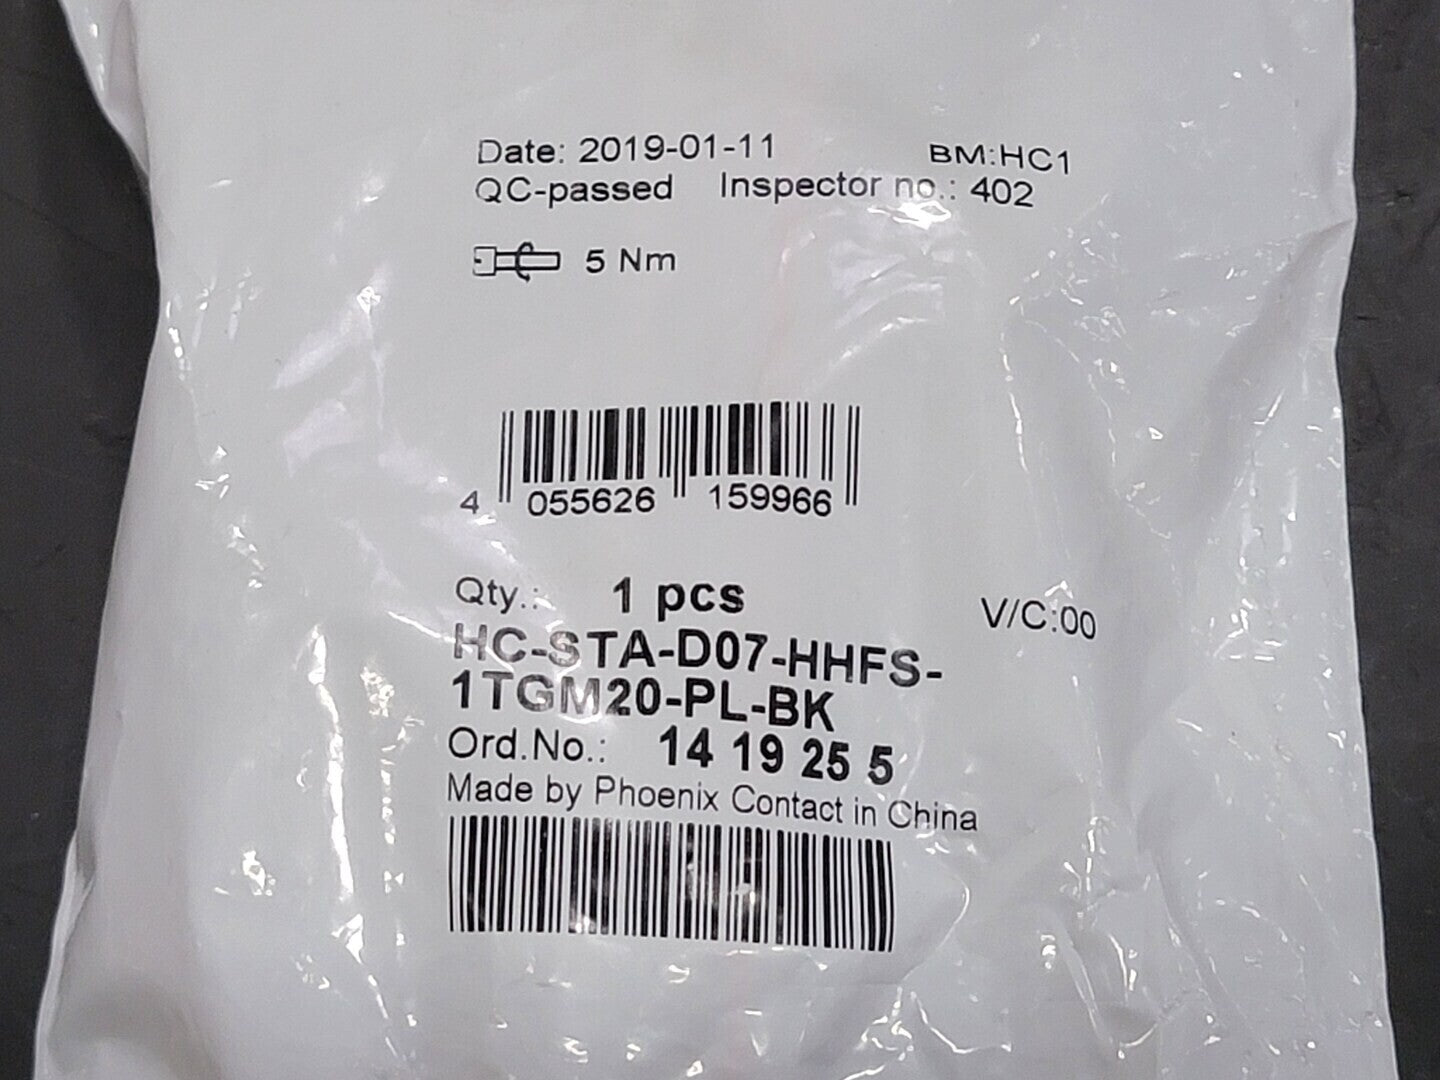 Date: 2019-01-11 BM:HC1
QC-passed Inspector no.: 402
5 Nm
4 055626 159966
Qty.: 1 pcs V/C:00
HC-STA-D07-HHFS-
1TGM20-PL-BK
Ord.No.: 14 19 25 5
Made by Phoenix Contact in China